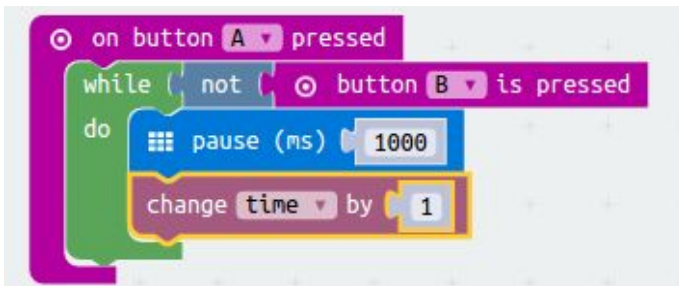 on button A pressed
while not button B is pressed
do pause (ms) 1000
change time by 1